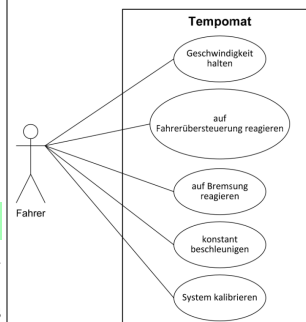 Tempomat
Geschwindigkeit
halten
auf
Fahrerübersteuerung reagieren
auf Bremsung
reagieren
Fahrer
konstant
beschleunigen
System kalibrieren